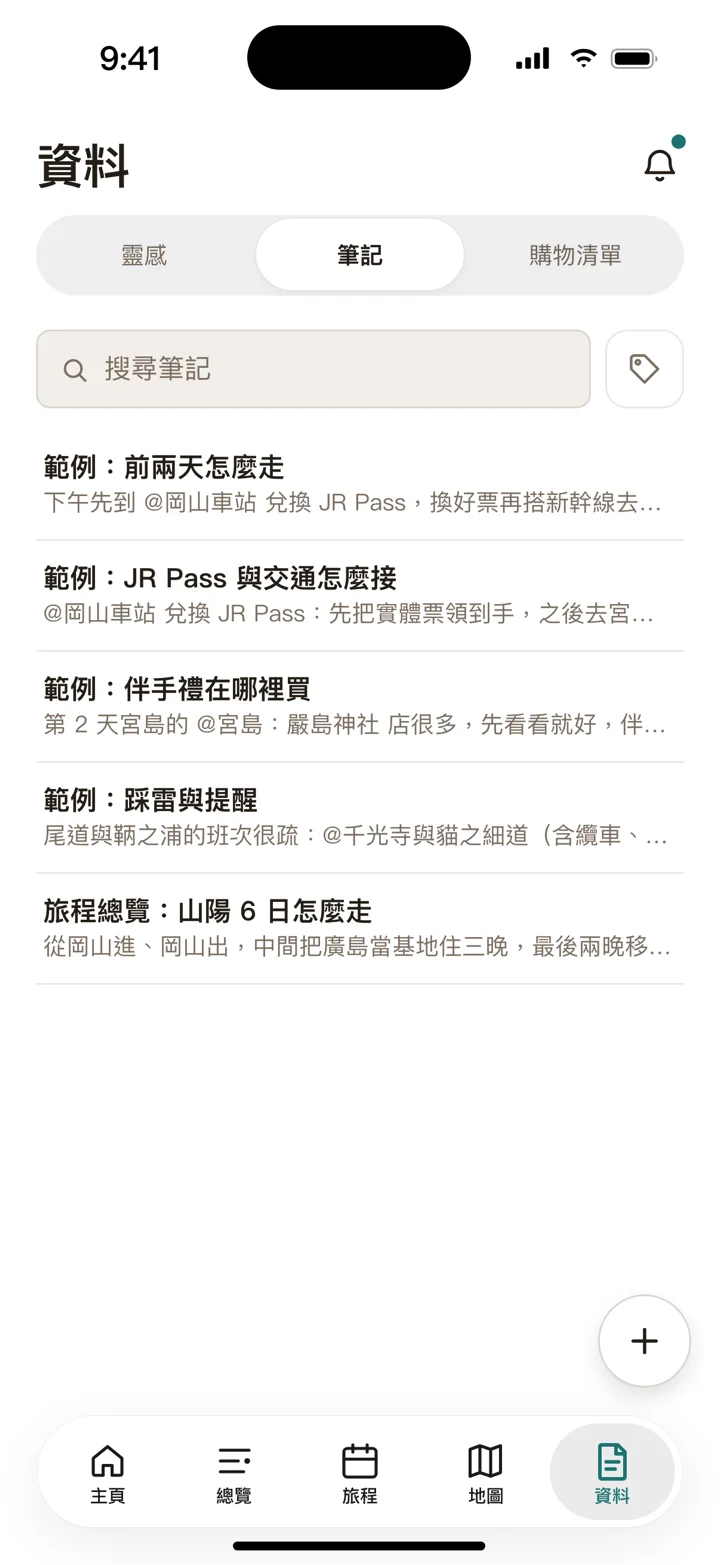 9:41
資料
靈感
筆記
購物清單
搜尋筆記
範例：前兩天怎麼走
下午先到 @岡山車站 兌換 JR Pass，換好票再搭新幹線去…
範例：JR Pass 與交通怎麼接
@岡山車站 兌換 JR Pass：先把實體票領到手，之後去宮…
範例：伴手禮在哪裡買
第 2 天宮島的 @宮島：嚴島神社 店很多，先看看就好，伴…
範例：踩雷與提醒
尾道與鞆之浦的班次很疏：@千光寺與貓之細道（含纜車、…
旅程總覽：山陽 6 日怎麼走
從岡山進、岡山出，中間把廣島當基地住三晚，最後兩晚移…
主頁
總覽
旅程
地圖
資料